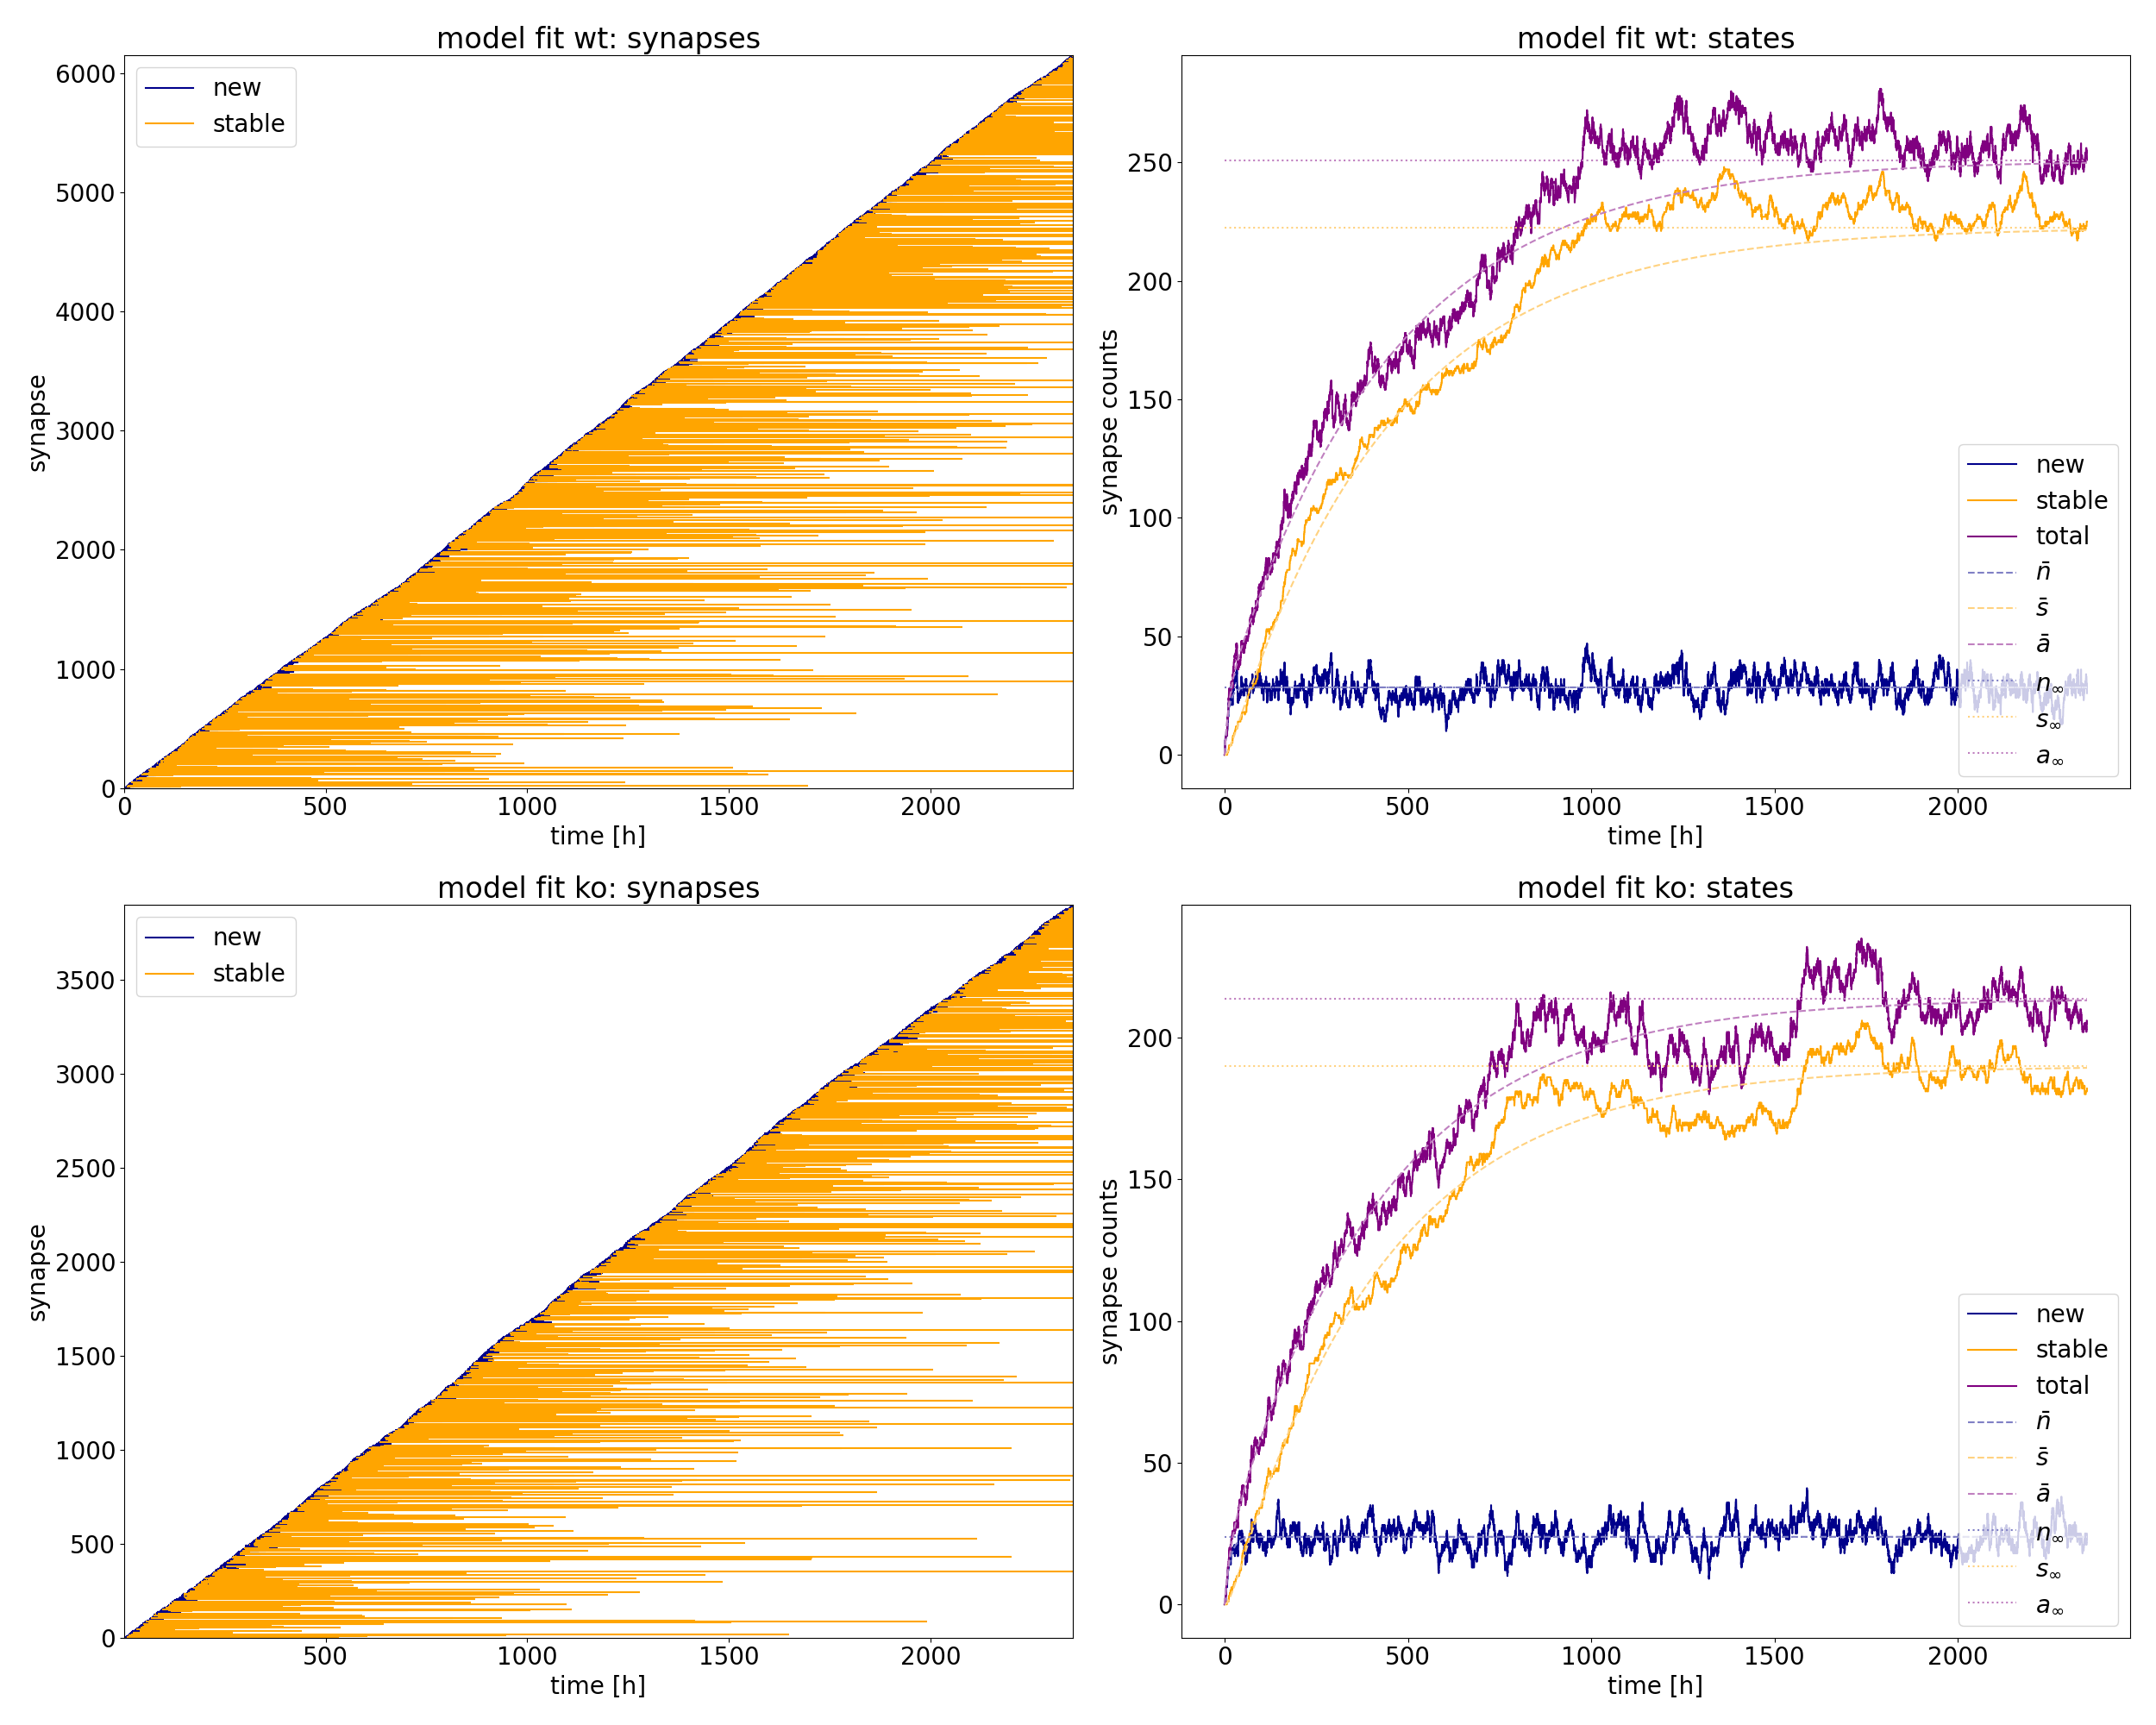 model fit wt: synapses
6000
5000
4000
3000
2000
1000
0
synapse
new
stable
0 500 1000 1500 2000
time [h]
model fit wt: states
250
200
150
100
50
0
synapse counts
new
stable
total
n̄
s̄
ā
n∞
s∞
a∞
0 500 1000 1500 2000
time [h]
model fit ko: synapses
3500
3000
2500
2000
1500
1000
500
0
synapse
new
stable
500 1000 1500 2000
time [h]
model fit ko: states
200
150
100
50
0
synapse counts
new
stable
total
n̄
s̄
ā
n∞
s∞
a∞
0 500 1000 1500 2000
time [h]